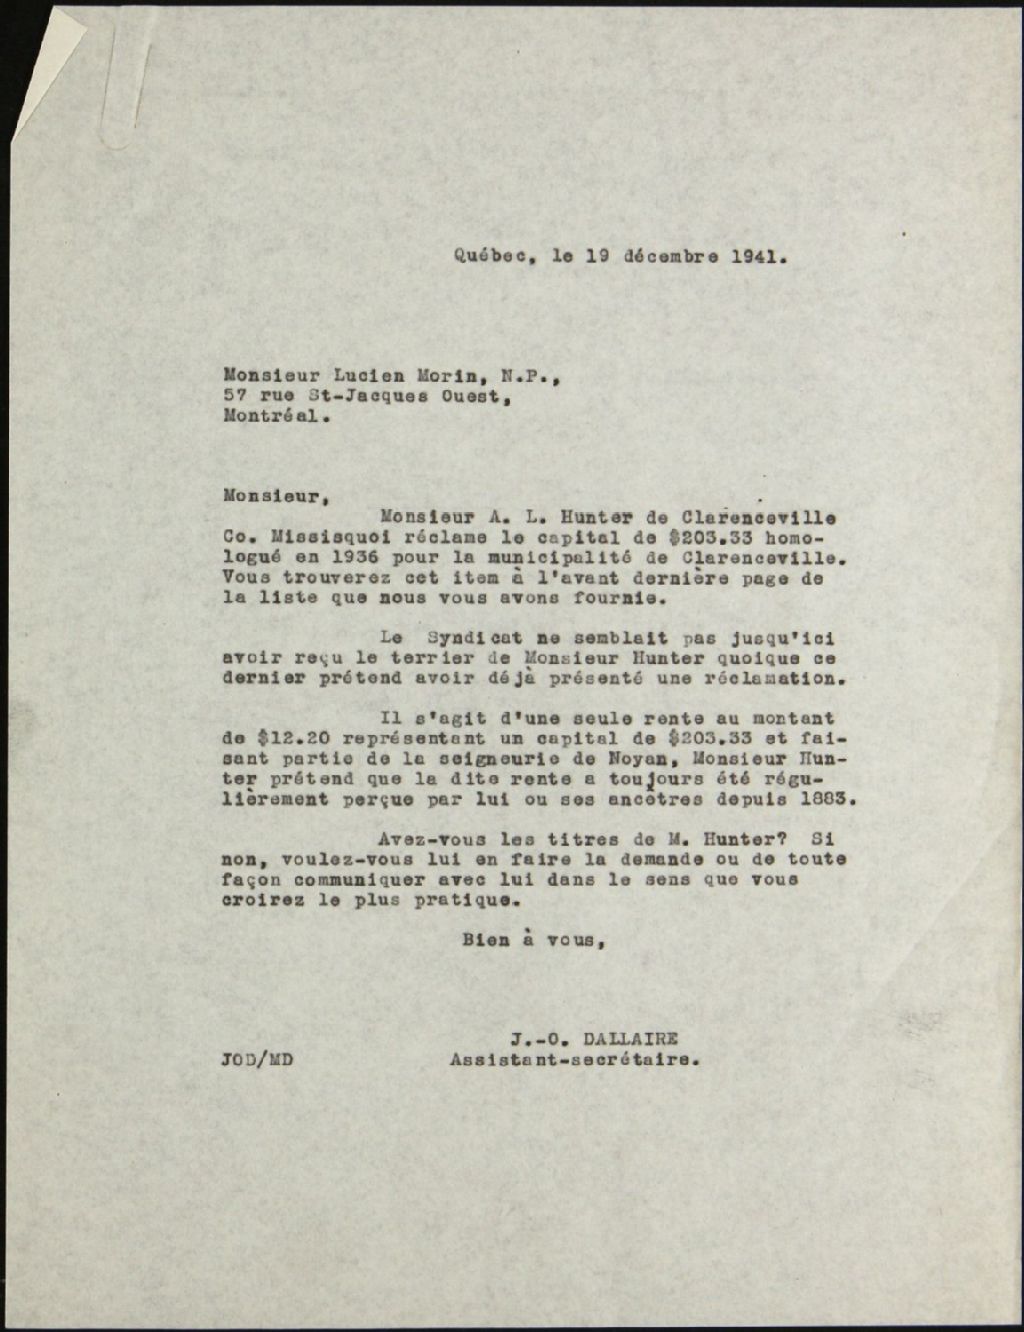 Québec, le 19 décembre 1941.
Monsieur Lucien Morin, N.P.,
57 rue St-Jacques Ouest,
Montréal.
Monsieur,
Monsieur A. L. Hunter de Clarenceville
Co. Missisquoi réclame le capital de $203.33 homo-
logué en 1936 pour la municipalité de Clarenceville.
Vous trouverez cet item à l'avant dernière page de
la liste que nous vous avons fournie.
Le Syndicat ne semblait pas jusqu'ici
avoir reçu le terrier de Monsieur Hunter quoique ce
dernier prétend avoir déjà présenté une réclamation.
Il s'agit d'une seule rente au montant
de $12.20 représentant un capital de $203.33 et fai-
sant partie de la seigneurie de Noyan, Monsieur Hun-
ter prétend que la dite rente a toujours été régu-
lièrement perçue par lui ou ses ancêtres depuis 1883.
Avez-vous les titres de M. Hunter? Si
non, voulez-vous lui en faire la demande ou de toute
façon communiquer avec lui dans le sens que vous
croirez le plus pratique.
Bien à vous,
J.-O. DALLAIRE
JOD/MD Assistant-secrétaire.